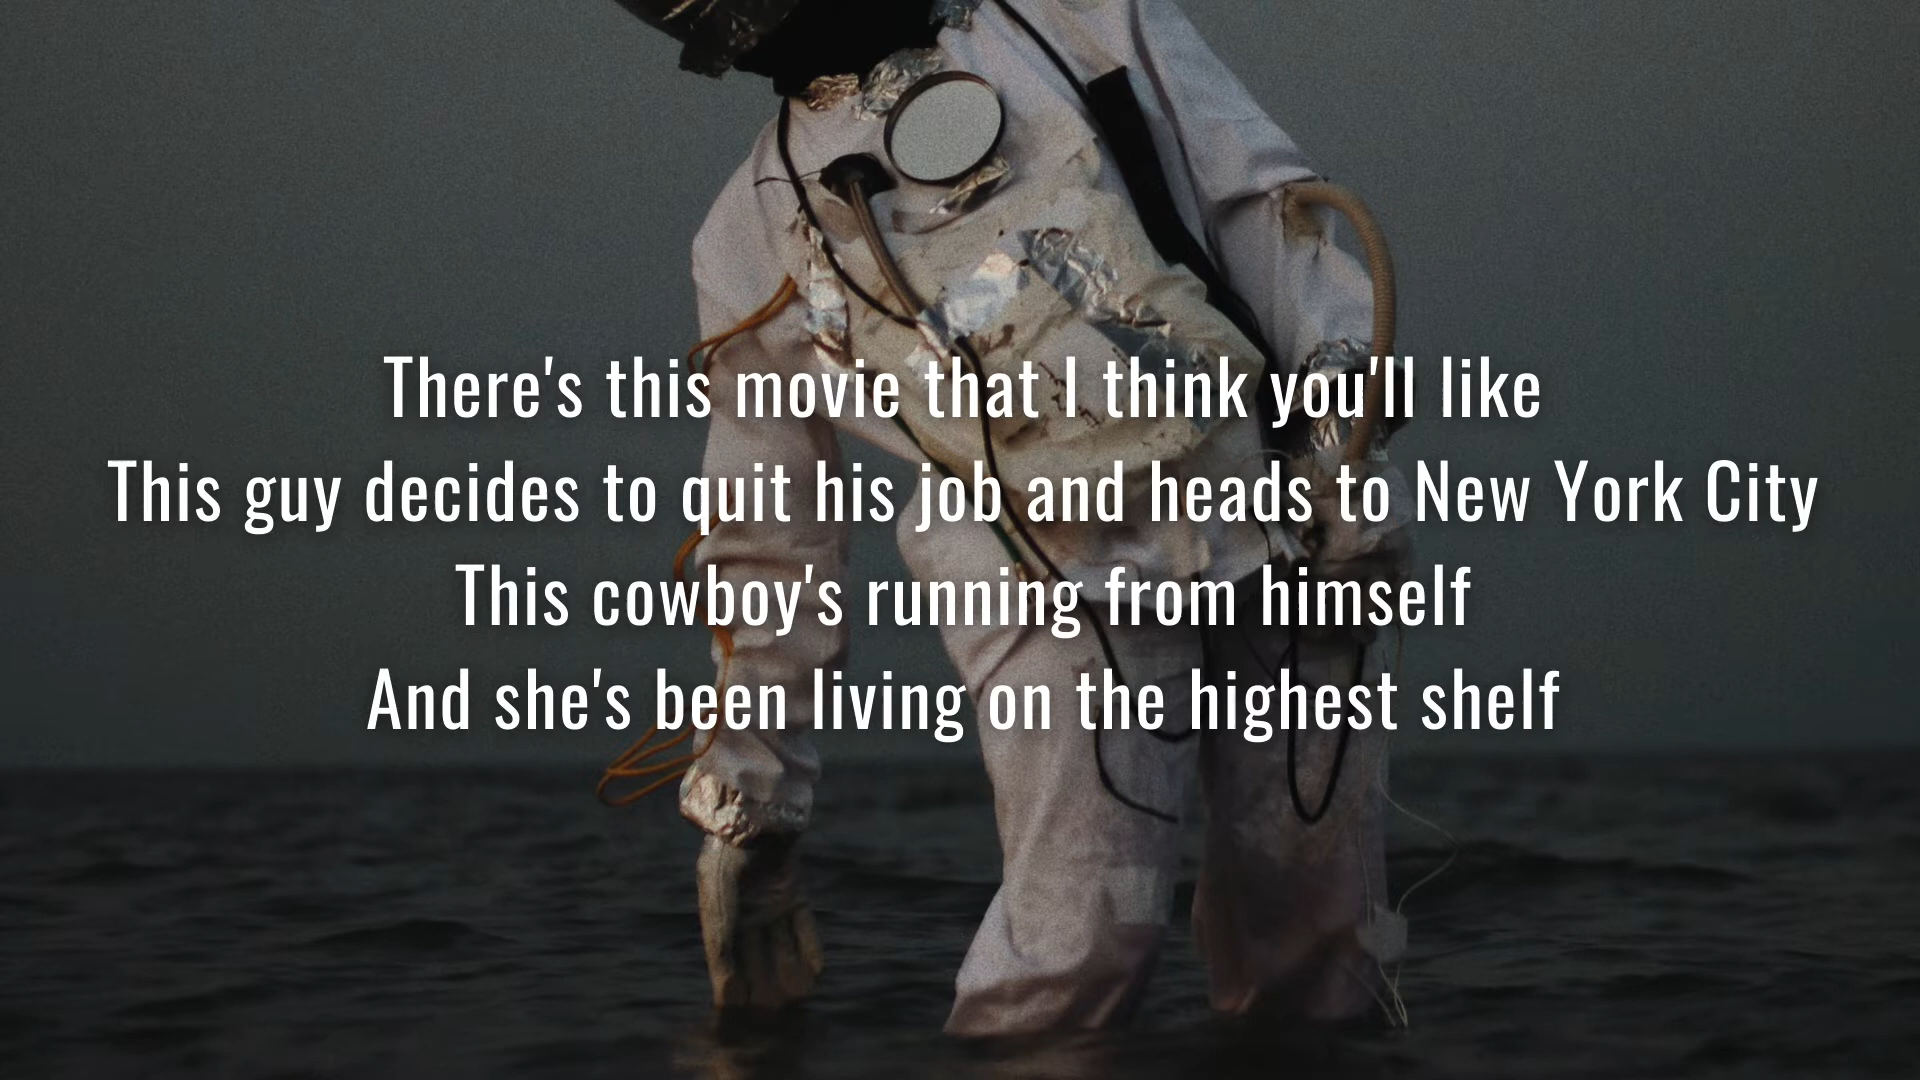 There's this movie that I think you'll like
This guy decides to quit his job and heads to New York City
This cowboy's running from himself
And she's been living on the highest shelf